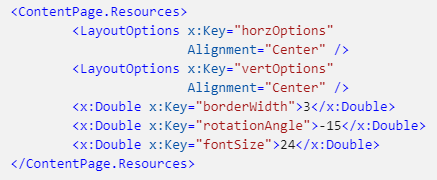 <ContentPage.Resources>
        <LayoutOptions x:Key="horzOptions"
                       Alignment="Center" />
        <LayoutOptions x:Key="vertOptions"
                       Alignment="Center" />
        <x:Double x:Key="borderWidth">3</x:Double>
        <x:Double x:Key="rotationAngle">-15</x:Double>
        <x:Double x:Key="fontSize">24</x:Double>
</ContentPage.Resources>